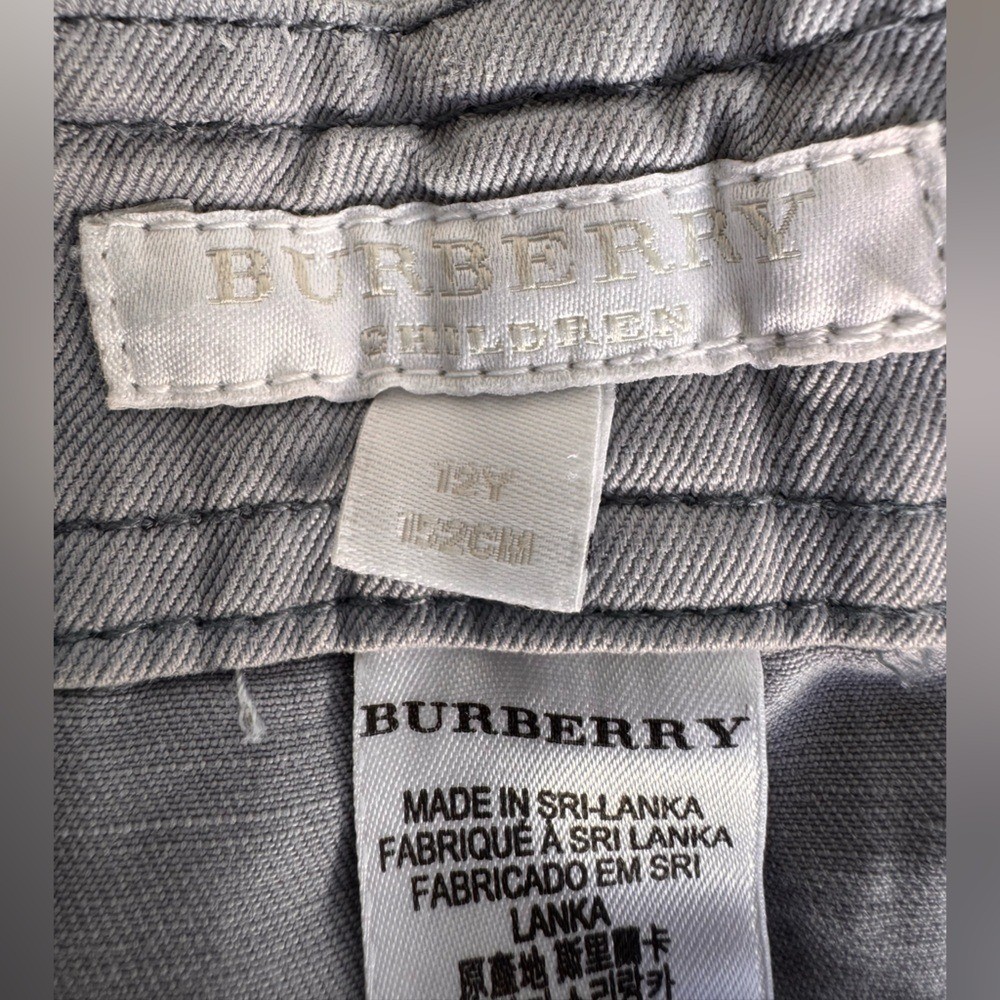 BURBERRY
CHILDREN
12Y
152CM
BURBERRY
MADE IN SRI-LANKA
FABRIQUÉ À SRI LANKA
FABRICADO EM SRI
LANKA
原產地 斯里蘭卡